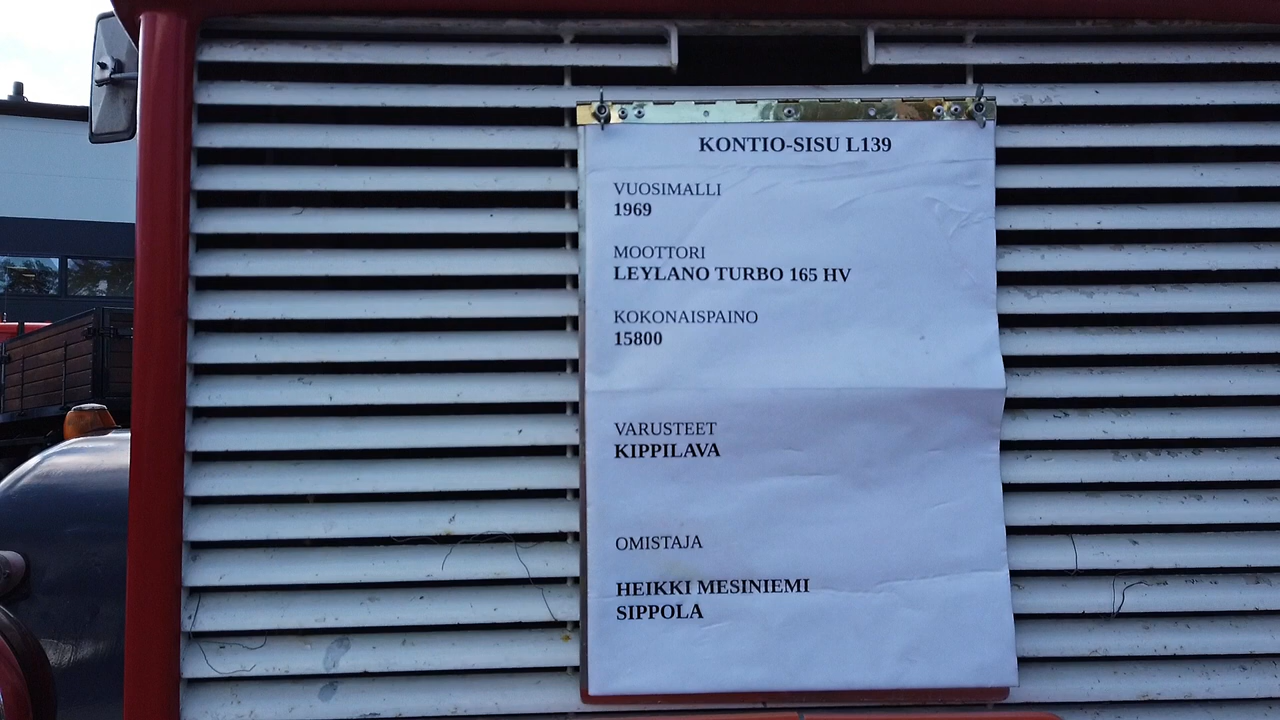 KONTIO-SISU L139
VUOSIMALLI
1969
MOOTTORI
LEYLANO TURBO 165 HV
KOKONAISPAINO
15800
VARUSTEET
KIPPILAVA
OMISTAJA
HEIKKI MESINIEMI
SIPPOLA